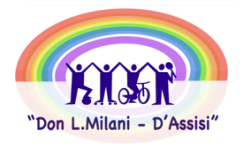 "Don L.Milani - D'Assisi"